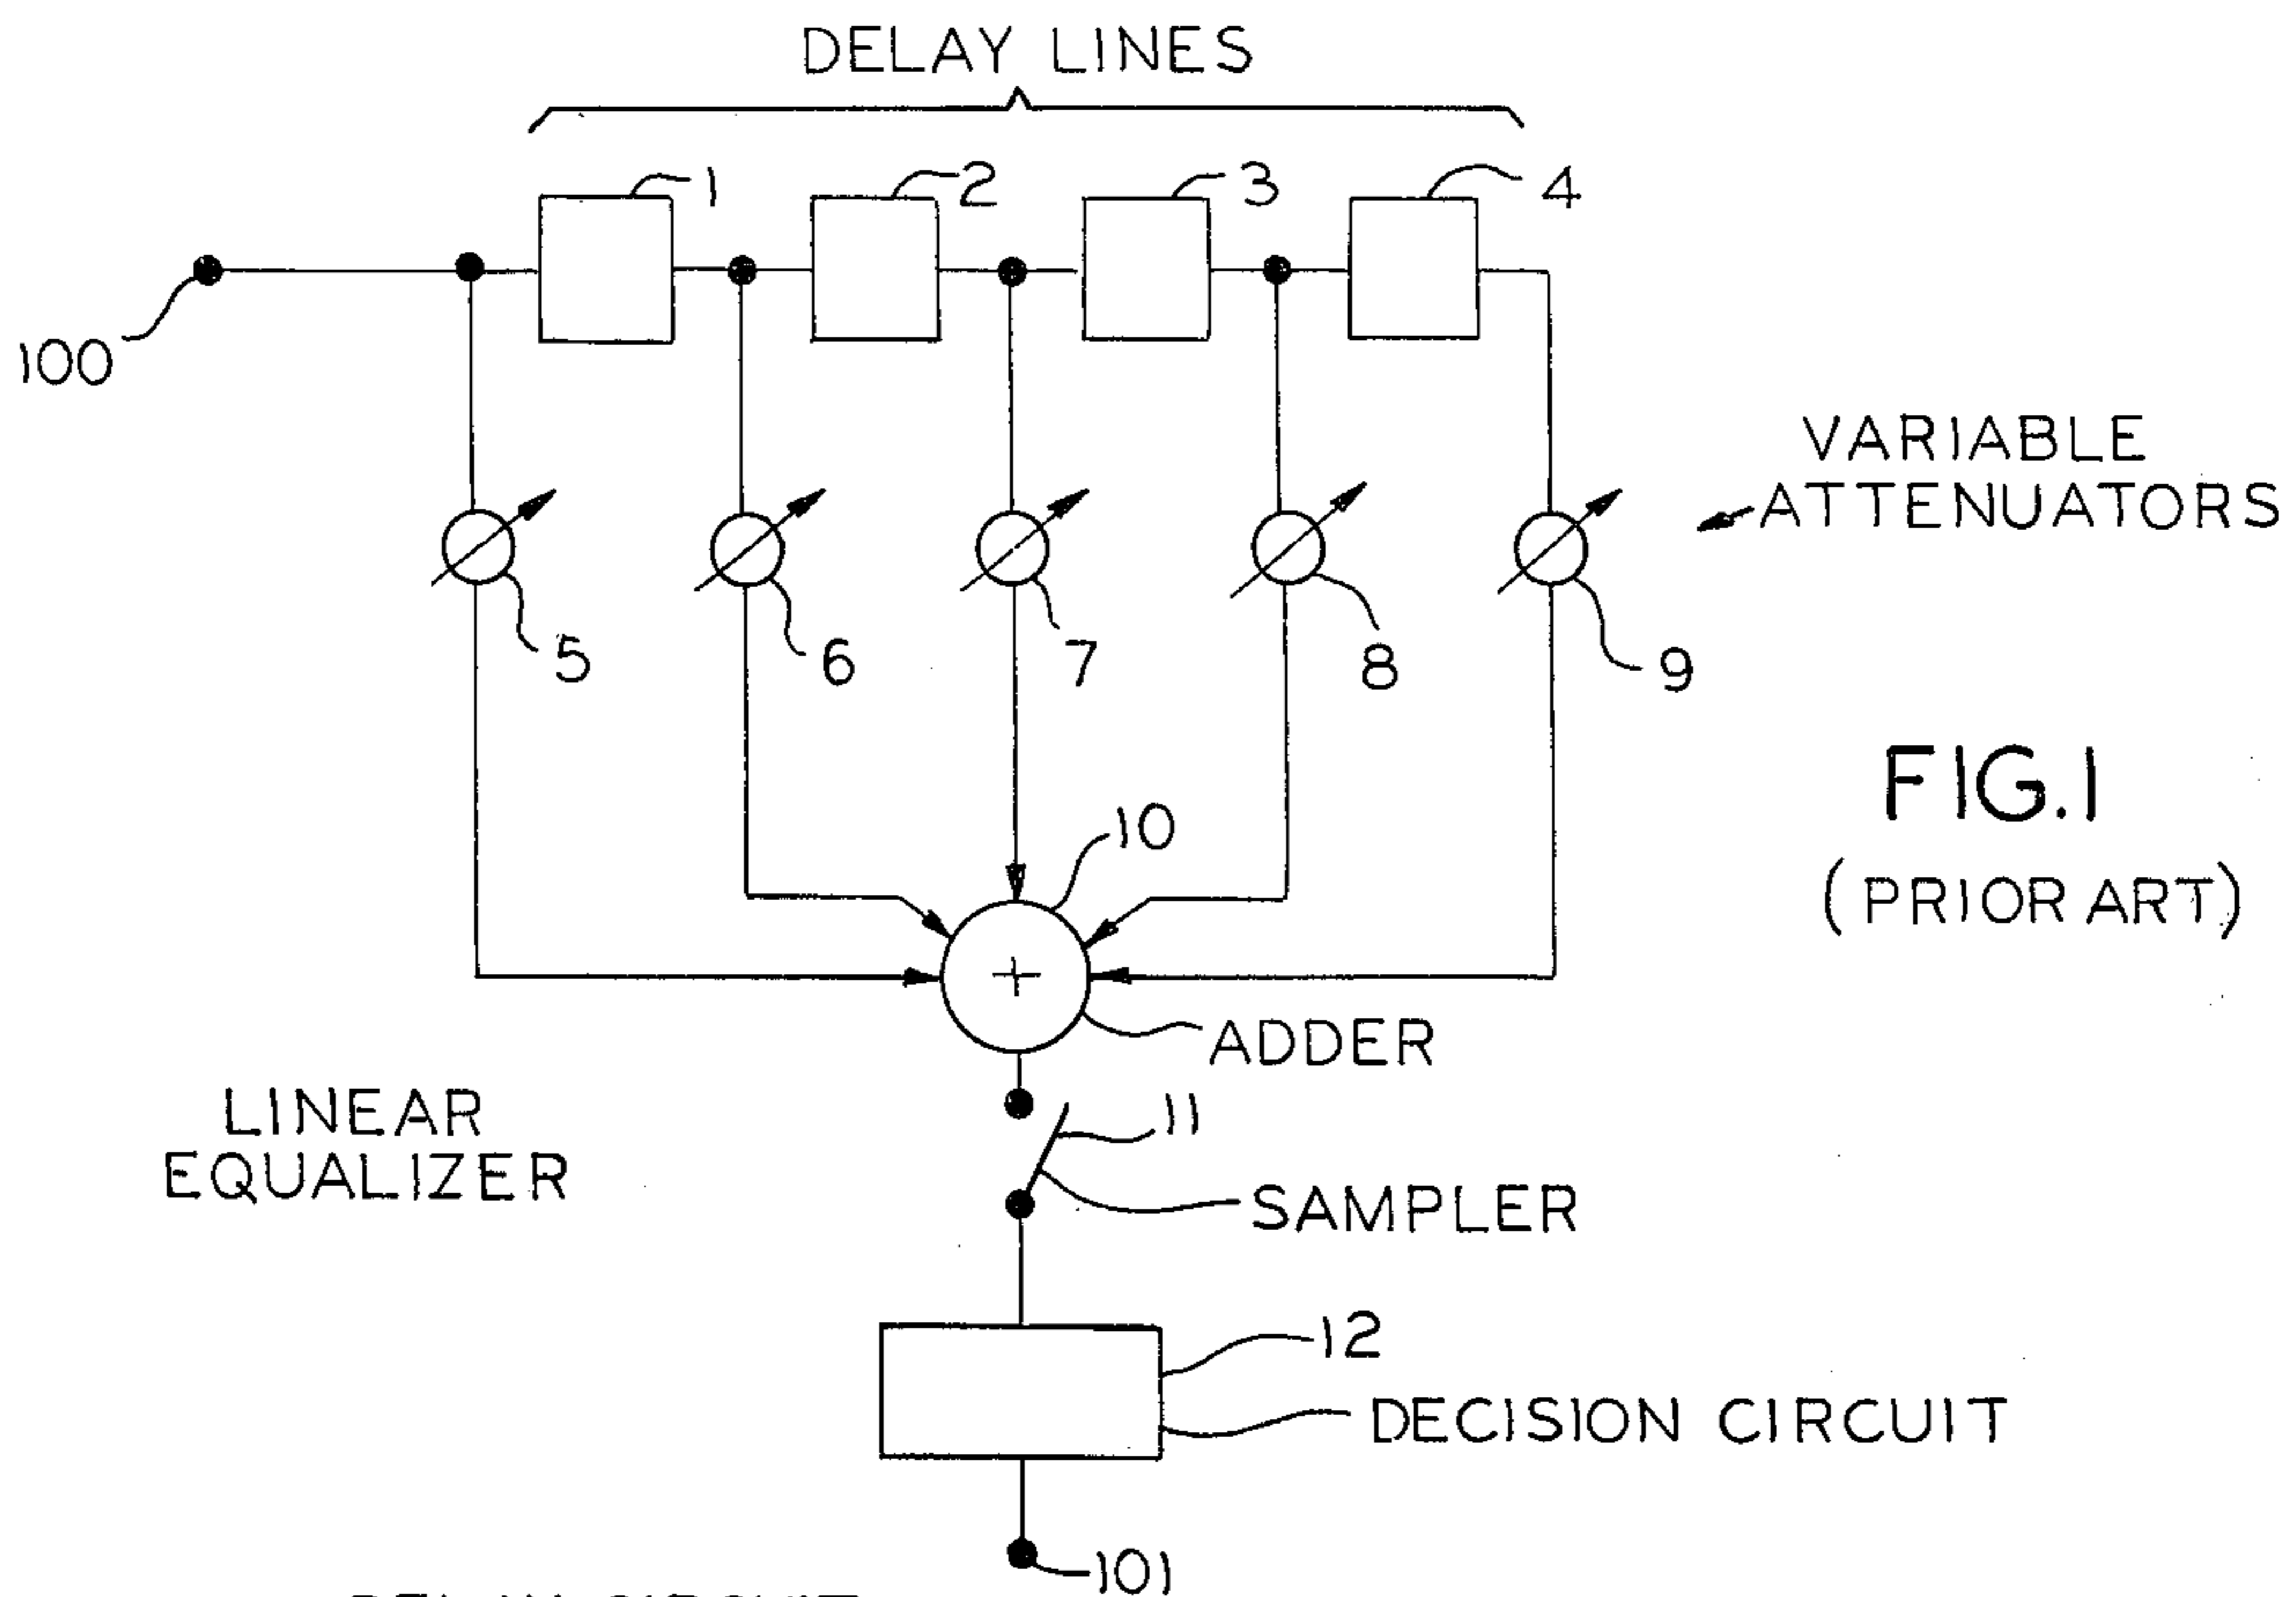 DELAY LINES
1
2
3
4
100
VARIABLE
ATTENUATORS
5
6
7
8
9
FIG.1
(PRIOR ART)
10
ADDER
LINEAR
EQUALIZER
11
SAMPLER
12
DECISION CIRCUIT
101